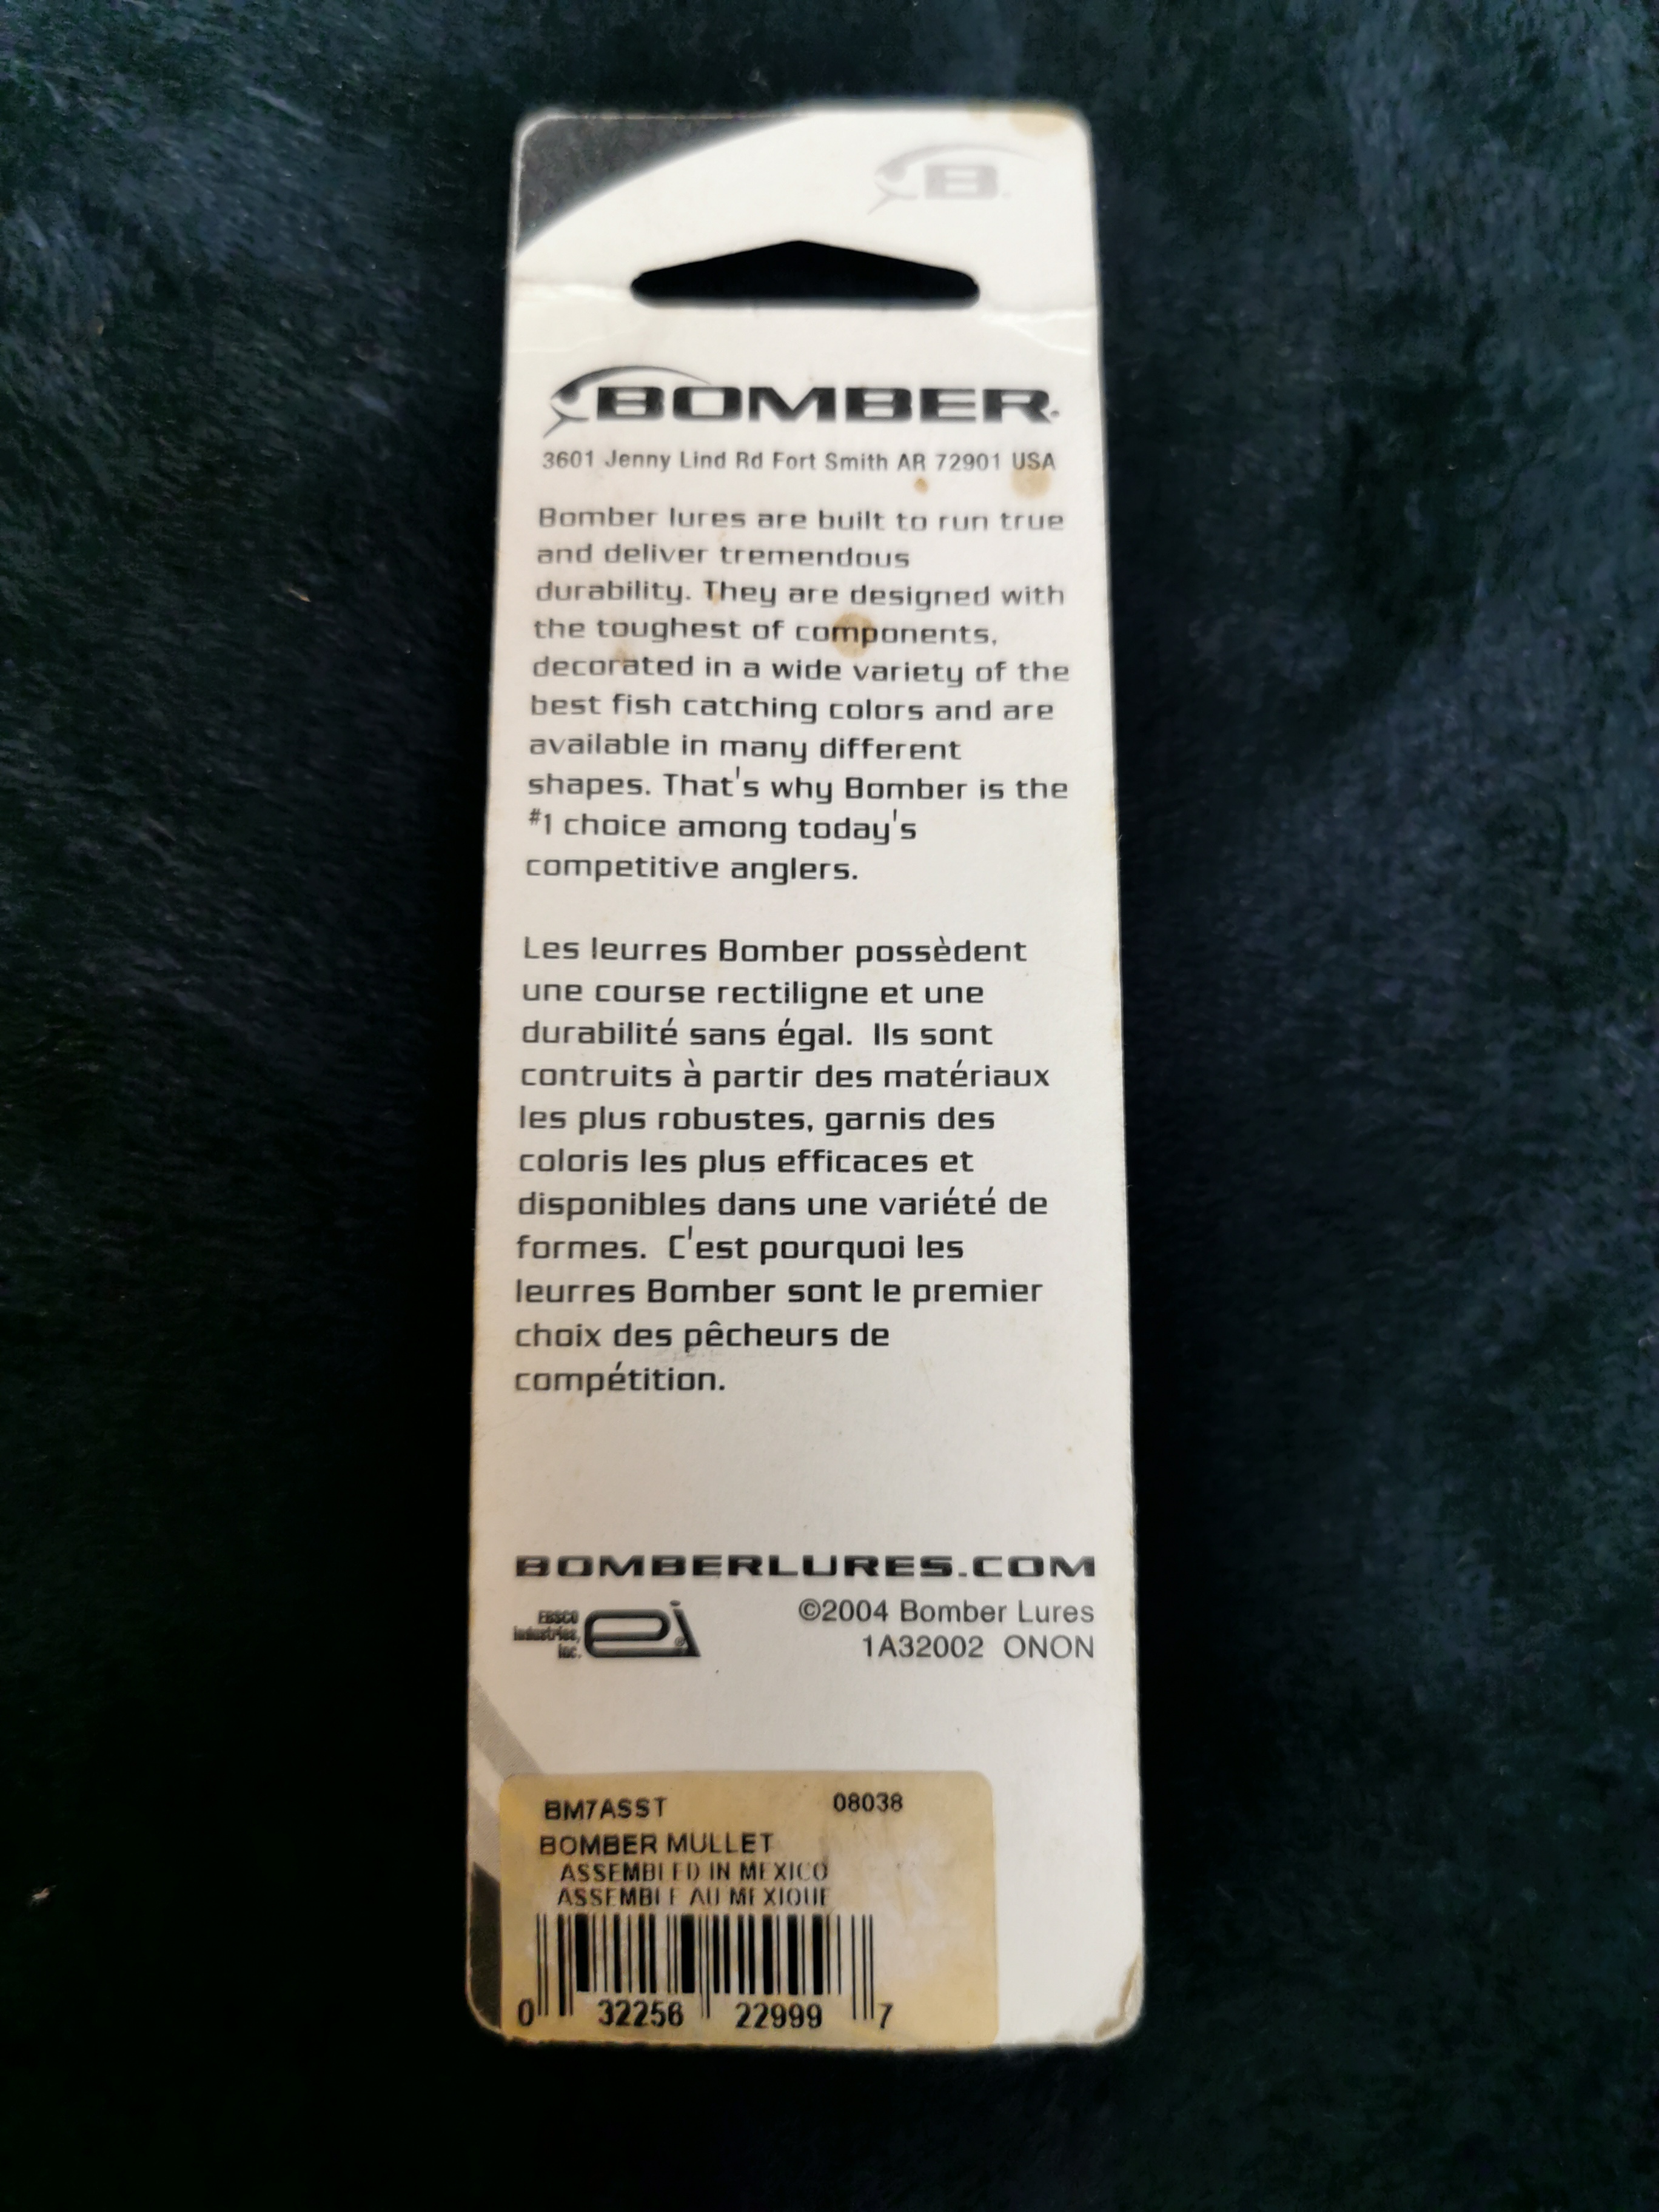 B
BOMBER
3601 Jenny Lind Rd Fort Smith AR 72901 USA
Bomber lures are built to run true
and deliver tremendous
durability. They are designed with
the toughest of components,
decorated in a wide variety of the
best fish catching colors and are
available in many different
shapes. That's why Bomber is the
#1 choice among today's
competitive anglers.
Les leurres Bomber possèdent
une course rectiligne et une
durabilité sans égal. Ils sont
contruits à partir des matériaux
les plus robustes, garnis des
coloris les plus efficaces et
disponibles dans une variété de
formes. C'est pourquoi les
leurres Bomber sont le premier
choix des pêcheurs de
compétition.
BOMBERLURES.COM
EBSCO
Industries,
Inc.
ei
©2004 Bomber Lures
1A32002 ONON
BM7ASST 08038
BOMBER MULLET
ASSEMBLED IN MEXICO
ASSEMBLE AU MEXIQUE
0 32256 22999 7